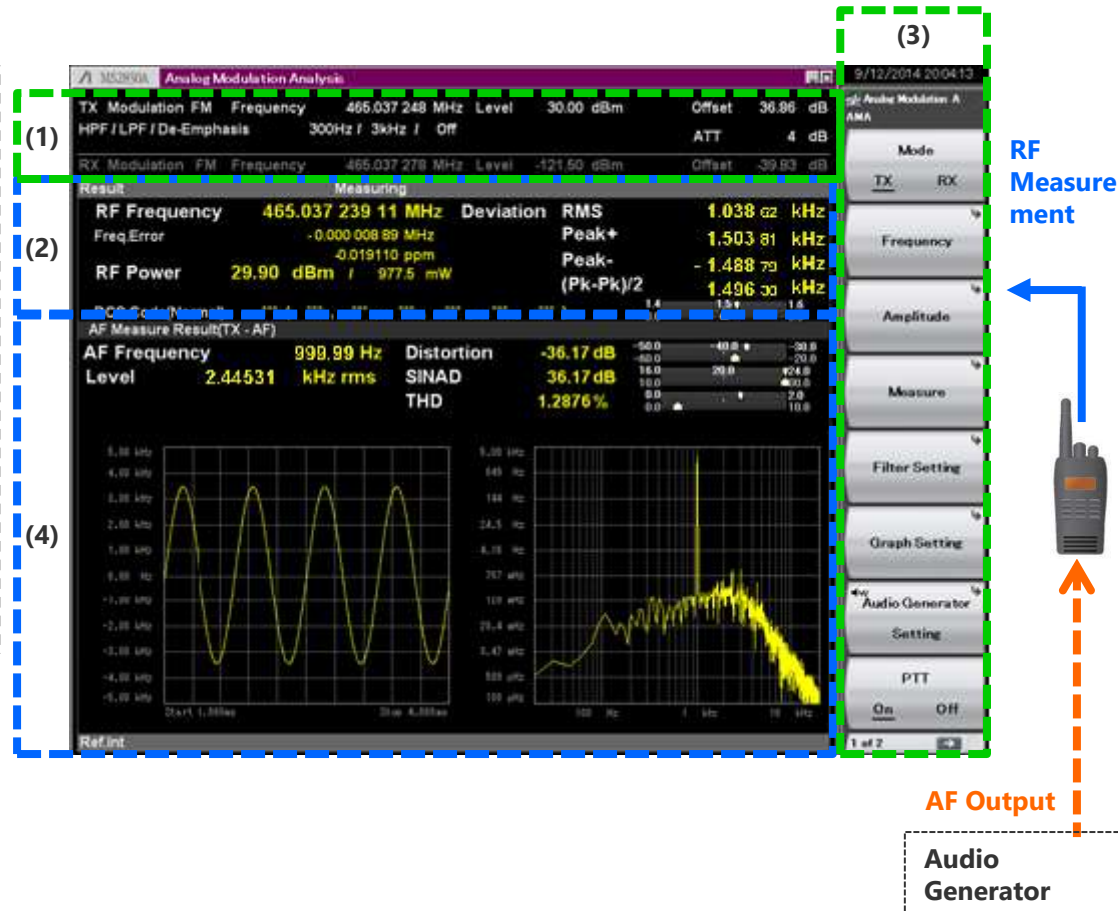 (3)
MS2830A Analog Modulation Analysis
9/12/2014 20:04:13
TX Modulation FM Frequency 465.037 248 MHz Level 30.00 dBm Offset 36.86 dB
HPF / LPF / De-Emphasis 300Hz / 3kHz / Off
ATT 4 dB
RX Modulation FM Frequency 465.037 278 MHz Level -121.50 dBm Offset -39.83 dB
(1)
Analog Modulation A
AMA
Mode
TX RX
RF
Measure
ment
Result Measuring
(2)
RF Frequency 465.037 239 11 MHz Deviation RMS 1.038 62 kHz
Freq.Error -0.000 008 89 MHz Peak+ 1.503 81 kHz
-0.019110 ppm Peak- -1.488 79 kHz
RF Power 29.90 dBm / 977.5 mW (Pk-Pk)/2 1.496 30 kHz
Frequency
Amplitude
AF Measure Result(TX - AF)
AF Frequency 999.99 Hz Distortion -36.17 dB
Level 2.44531 kHz rms SINAD 36.17 dB
THD 1.2876%
Measure
Filter Setting
(4)
Graph Setting
Audio Generator
Setting
PTT
On Off
Ref.Int
1 of 2
AF Output
Audio
Generator